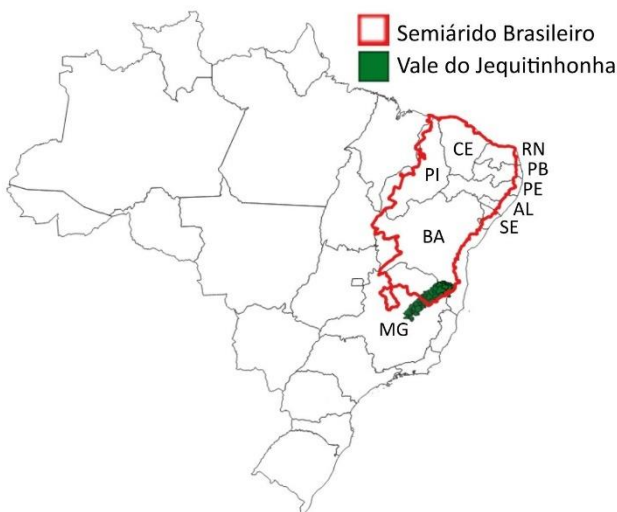 Semiárido Brasileiro
Vale do Jequitinhonha
CE
RN
PI
PB
PE
AL
BA
SE
MG